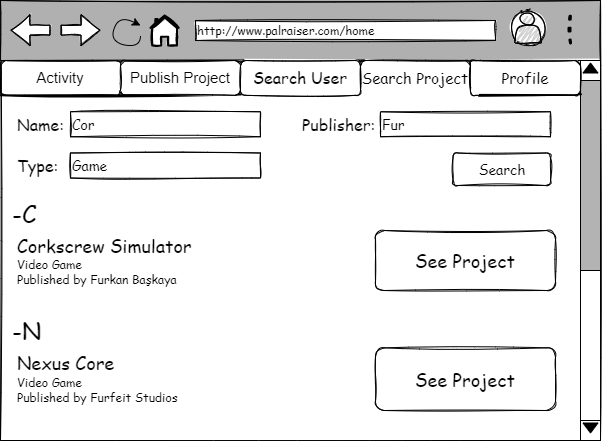 http://www.palraiser.com/home
Activity
Publish Project
Search User
Search Project
Profile
Name: Cor
Publisher: Fur
Type: Game
Search
-C
Corkscrew Simulator
Video Game
Published by Furkan Başkaya
See Project
-N
Nexus Core
Video Game
Published by Furfeit Studios
See Project